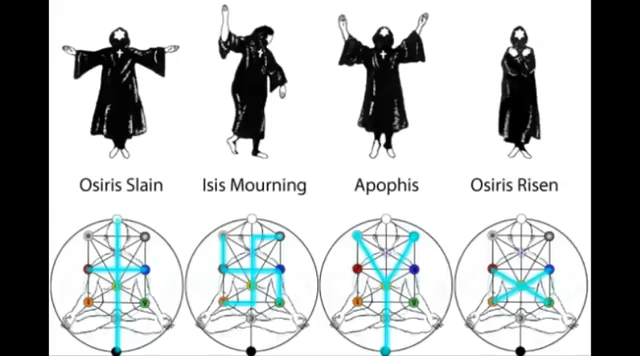 Osiris Slain
Isis Mourning
Apophis
Osiris Risen